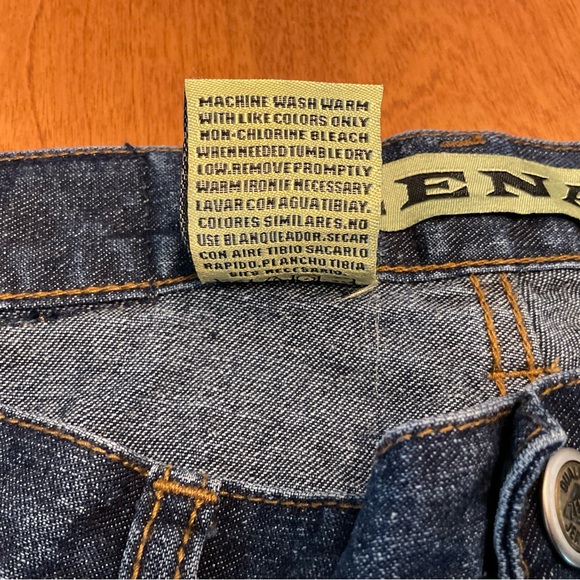 MACHINE WASH WARM
WITH LIKE COLORS ONLY
NON-CHLORINE BLEACH
WHEN NEEDED TUMBLE DRY
LOW.REMOVE PROMPTLY
WARM IRON IF NECESSARY
LAVAR CON AGUA TIBIA Y.
COLORES SIMILARES.NO
USE BLANQUEADOR.SECAR
CON AIRE TIBIO SACARLO
RAPIDO.PLANCHO TIBIA
NECESARIO.
EN